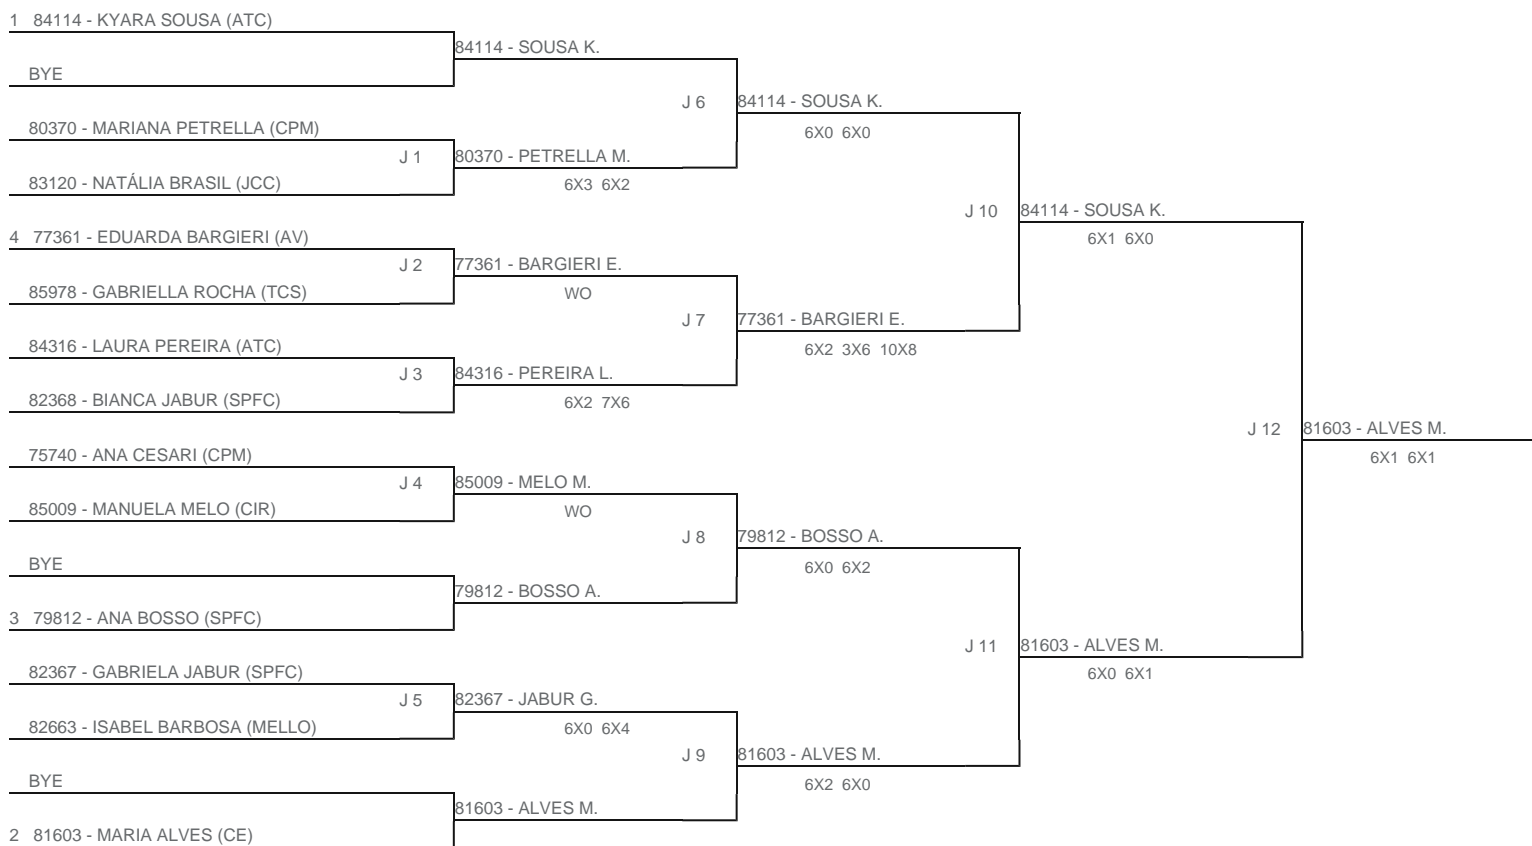 1 84114 - KYARA SOUSA (ATC)
84114 - SOUSA K.
BYE
J 6
84114 - SOUSA K.
6X0 6X0
80370 - MARIANA PETRELLA (CPM)
J 1
80370 - PETRELLA M.
6X3 6X2
83120 - NATÁLIA BRASIL (JCC)
J 10
84114 - SOUSA K.
6X1 6X0
4 77361 - EDUARDA BARGIERI (AV)
J 2
77361 - BARGIERI E.
WO
85978 - GABRIELLA ROCHA (TCS)
J 7
77361 - BARGIERI E.
6X2 3X6 10X8
84316 - LAURA PEREIRA (ATC)
J 3
84316 - PEREIRA L.
6X2 7X6
82368 - BIANCA JABUR (SPFC)
J 12
81603 - ALVES M.
6X1 6X1
75740 - ANA CESARI (CPM)
J 4
85009 - MELO M.
WO
85009 - MANUELA MELO (CIR)
J 8
79812 - BOSSO A.
6X0 6X2
BYE
79812 - BOSSO A.
3 79812 - ANA BOSSO (SPFC)
J 11
81603 - ALVES M.
6X0 6X1
82367 - GABRIELA JABUR (SPFC)
J 5
82367 - JABUR G.
6X0 6X4
82663 - ISABEL BARBOSA (MELLO)
J 9
81603 - ALVES M.
6X2 6X0
BYE
81603 - ALVES M.
2 81603 - MARIA ALVES (CE)